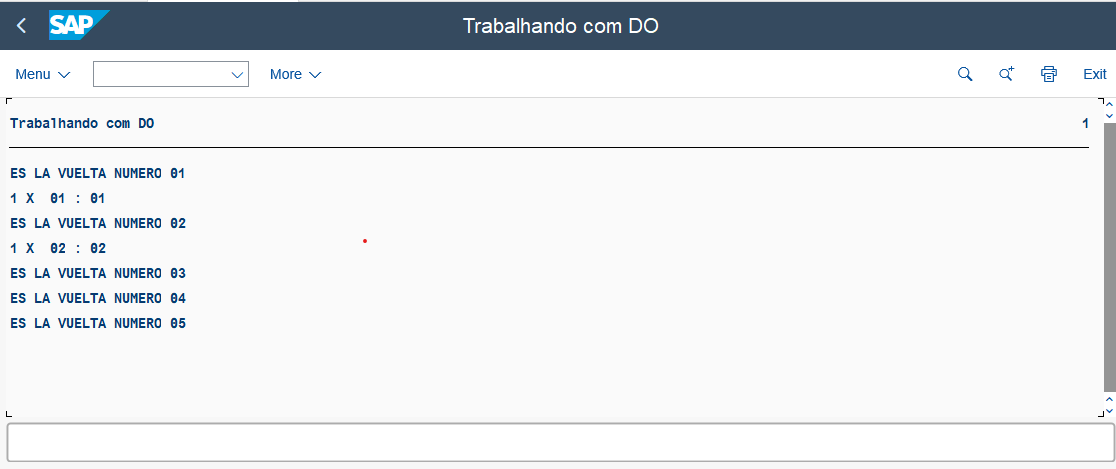 SAP
Trabalhando com DO
Menu More Exit
Trabalhando com DO 1
ES LA VUELTA NUMERO 01
1 X  01 : 01
ES LA VUELTA NUMERO 02
1 X  02 : 02
ES LA VUELTA NUMERO 03
ES LA VUELTA NUMERO 04
ES LA VUELTA NUMERO 05